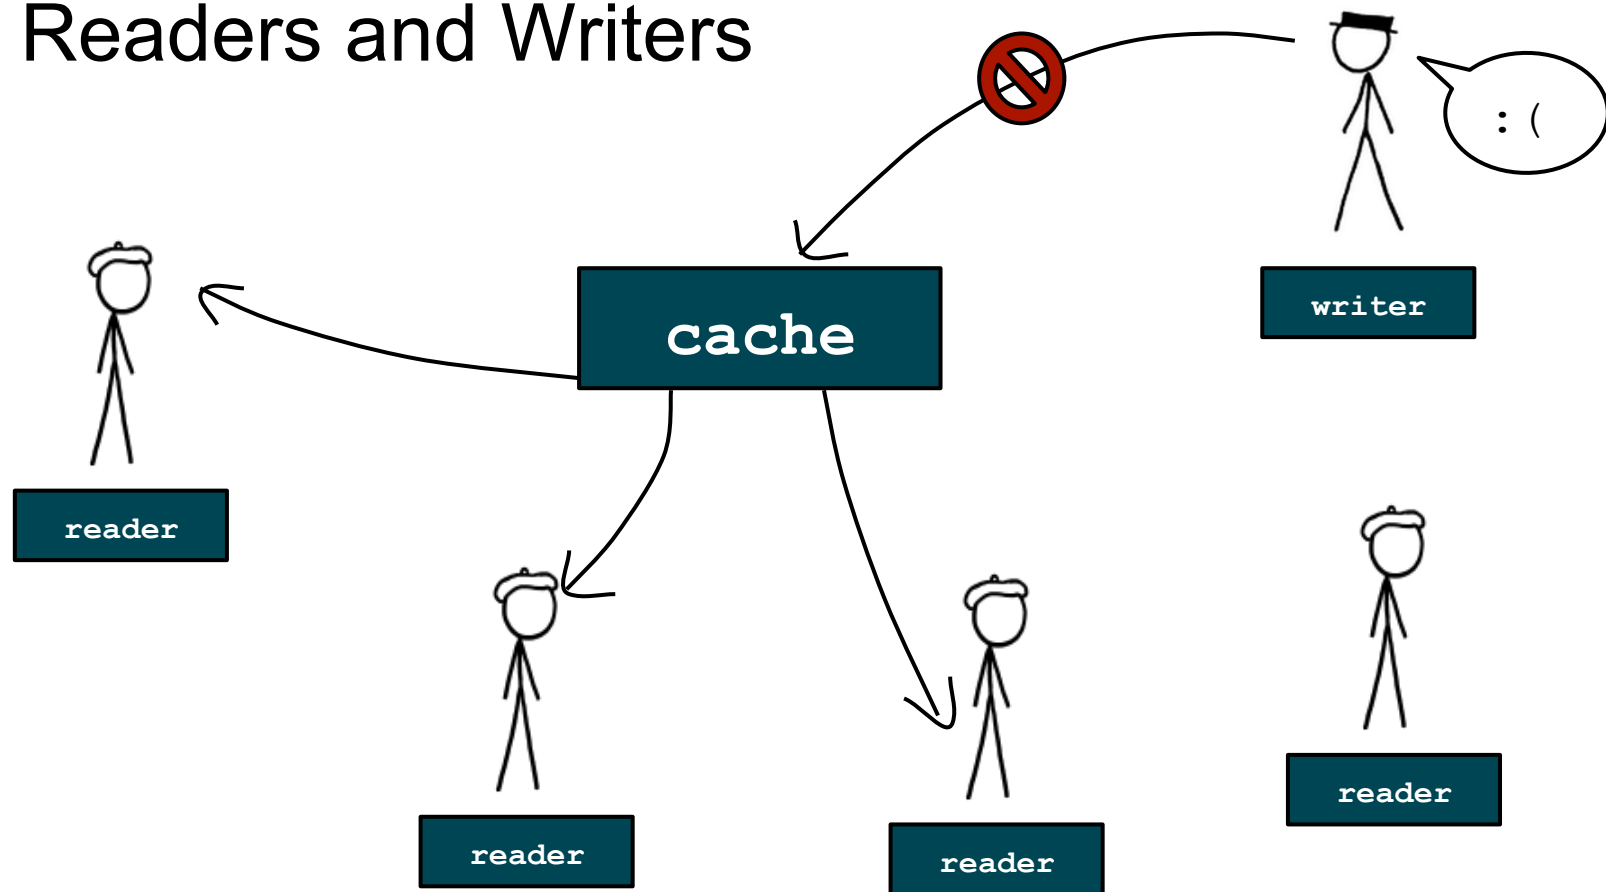 Readers and Writers
: (
writer
cache
reader
reader
reader
reader